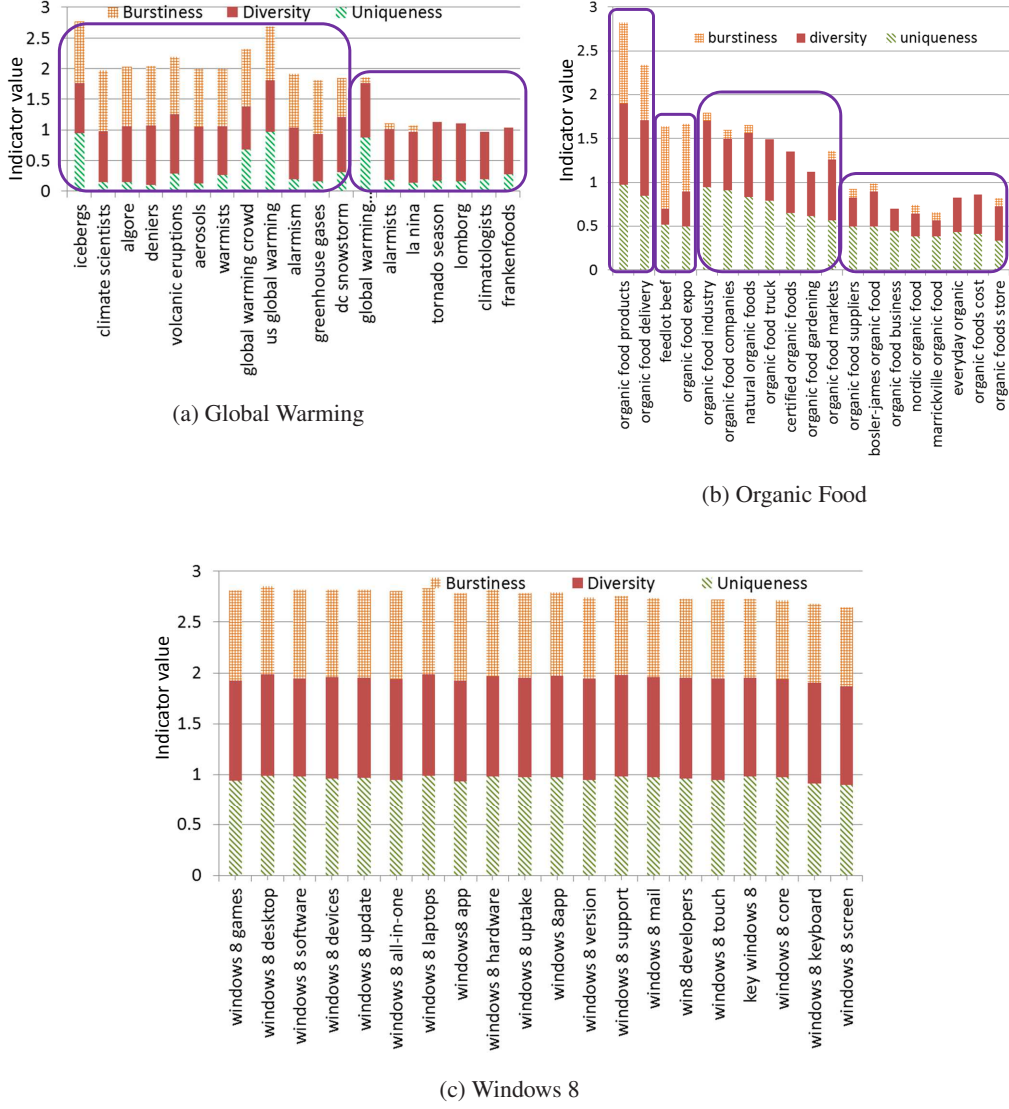 Burstiness Diversity Uniqueness
Indicator value
3
2.5
2
1.5
1
0.5
0
icebergs
climate scientists
algore
deniers
volcanic eruptions
aerosols
warmists
global warming crowd
us global warming
alarmism
greenhouse gases
dc snowstorm
global warming...
alarmists
la nina
tornado season
lomborg
climatologists
frankenfoods
(a) Global Warming
burstiness diversity uniqueness
Indicator value
3
2.5
2
1.5
1
0.5
0
organic food products
organic food delivery
feedlot beef
organic food expo
organic food industry
organic food companies
natural organic foods
organic food truck
certified organic foods
organic food gardening
organic food markets
organic food suppliers
bosler-james organic food
organic food business
nordic organic food
marrickville organic food
everyday organic
organic foods cost
organic foods store
(b) Organic Food
Burstiness Diversity Uniqueness
Indicator value
3
2.5
2
1.5
1
0.5
0
windows 8 games
windows 8 desktop
windows 8 software
windows 8 devices
windows 8 update
windows 8 all-in-one
windows 8 laptops
windows8 app
windows 8 hardware
windows 8 uptake
windows 8app
windows 8 version
windows 8 support
windows 8 mail
win8 developers
windows 8 touch
key windows 8
windows 8 core
windows 8 keyboard
windows 8 screen
(c) Windows 8